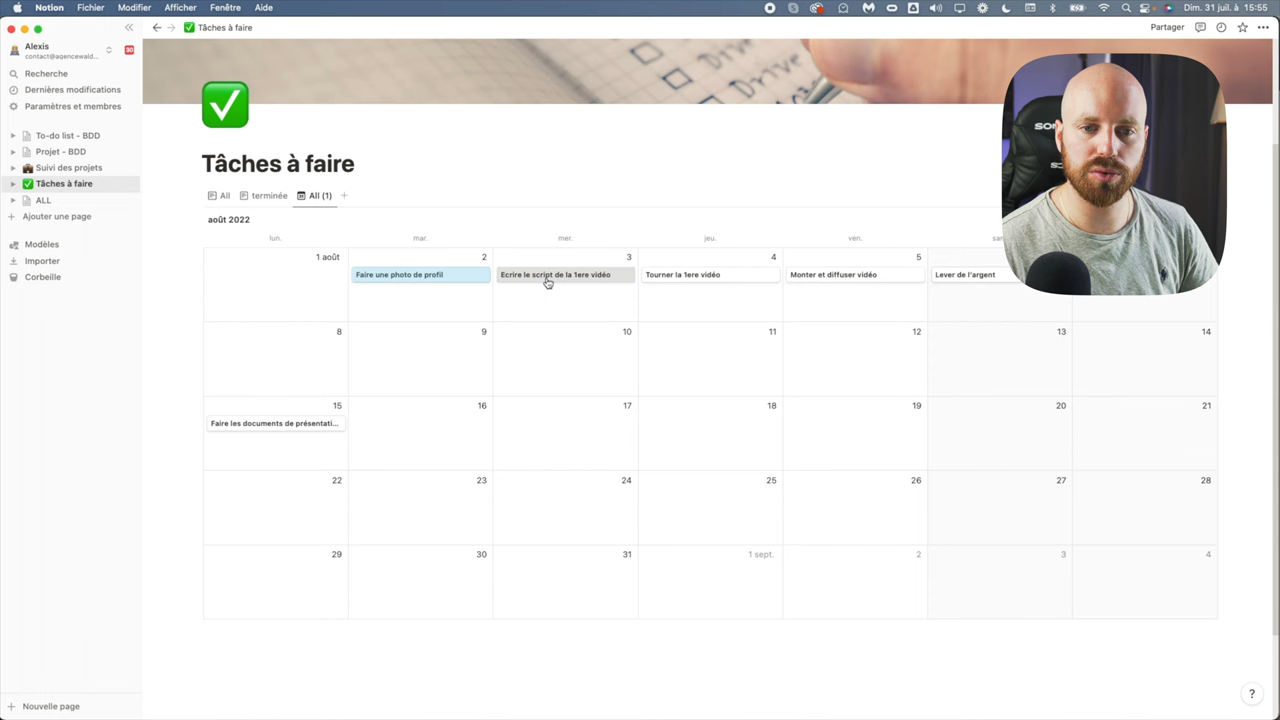 Notion Fichier Modifier Afficher Fenêtre Aide
Dim. 31 juil. à 15:55
Tâches à faire
Partager
Alexis
contact@agencewald...
30
Recherche
Dernières modifications
Paramètres et membres
To-do list - BDD
Projet - BDD
Suivi des projets
Tâches à faire
ALL
Ajouter une page
Modèles
Importer
Corbeille
Nouvelle page
Drive
Tâches à faire
All terminée All (1)
août 2022
lun. mar. mer. jeu. ven.
1 août 2 3 4 5
Faire une photo de profil
Ecrire le script de la 1ere vidéo
Tourner la 1ere vidéo
Monter et diffuser vidéo
Lever de l'argent
8 9 10 11 12 13 14
15 16 17 18 19 20 21
Faire les documents de présentati...
22 23 24 25 26 27 28
29 30 31 1 sept. 2 3 4
?